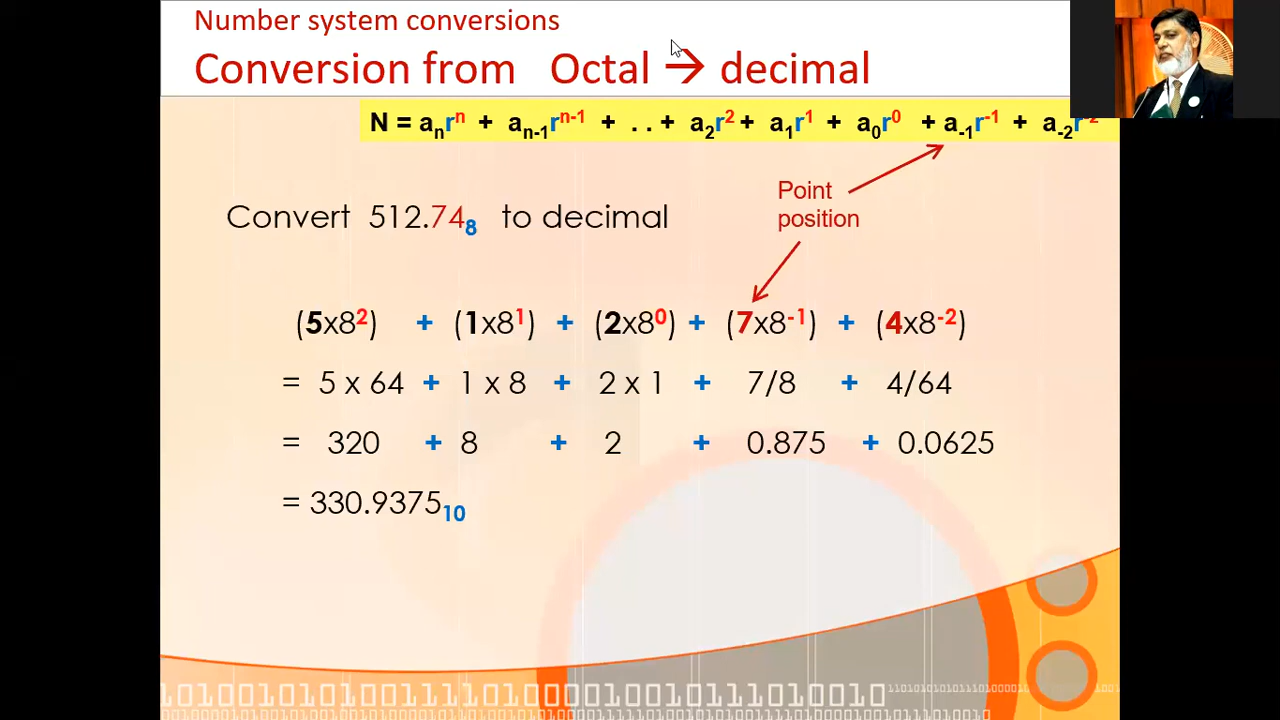 Number system conversions
Conversion from Octal → decimal
N = aₙrⁿ + aₙ₋₁rⁿ⁻¹ + . . + a₂r² + a₁r¹ + a₀r⁰ + a₋₁r⁻¹ + a₋₂r⁻²
Point
position
Convert 512.74₈ to decimal
(5x8²) + (1x8¹) + (2x8⁰) + (7x8⁻¹) + (4x8⁻²)
= 5 x 64 + 1 x 8 + 2 x 1 + 7/8 + 4/64
= 320 + 8 + 2 + 0.875 + 0.0625
= 330.9375₁₀